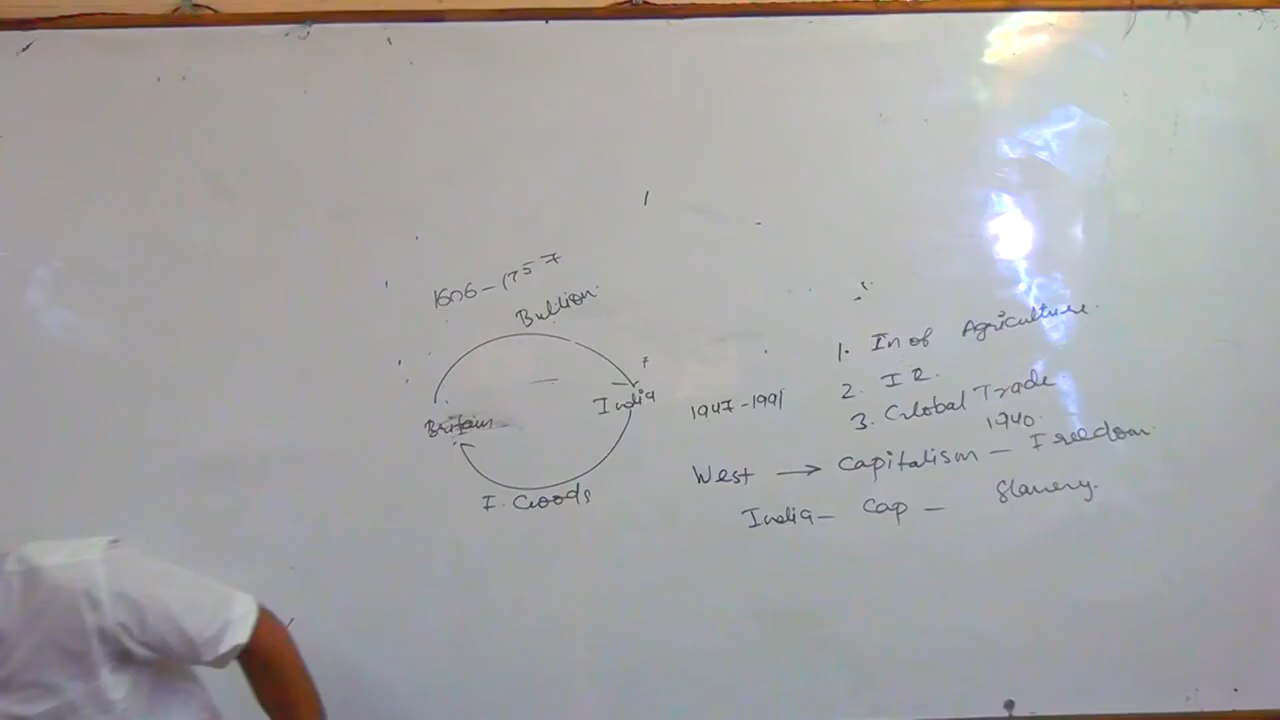 1606-1757
Bullion
Britain
India
I. Goods
1947-1991
1. In of Agriculture.
2. I R.
3. Global Trade
1940.
West → Capitalism - Freedom
India - Cap - Slavery.